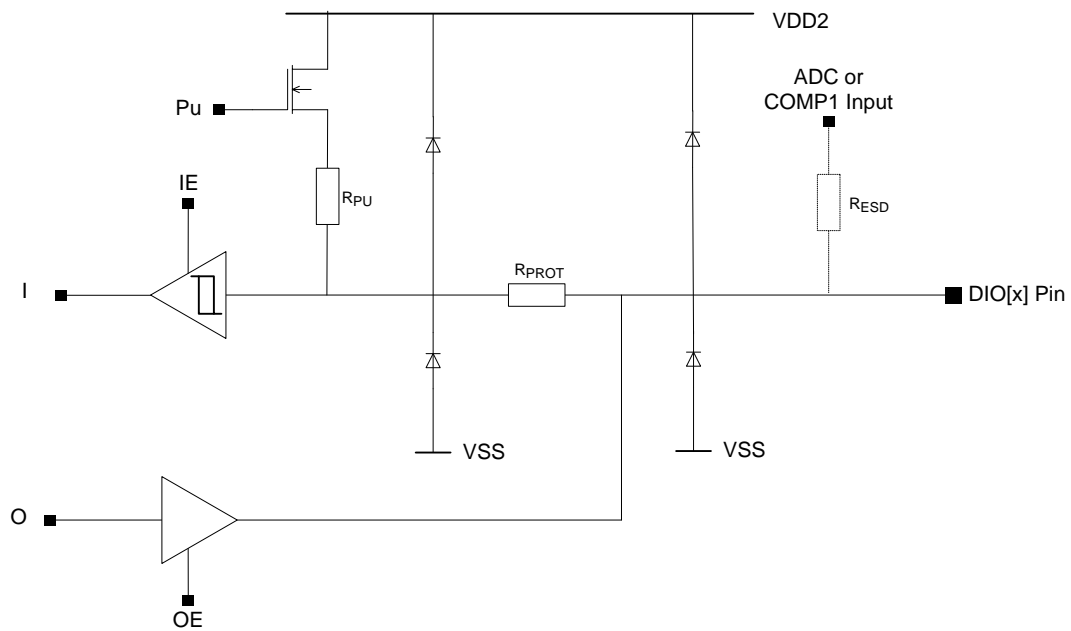 VDD2
ADC or
COMP1 Input
Pu
IE
RPU
RESD
RPROT
I
DIO[x] Pin
VSS
VSS
O
OE